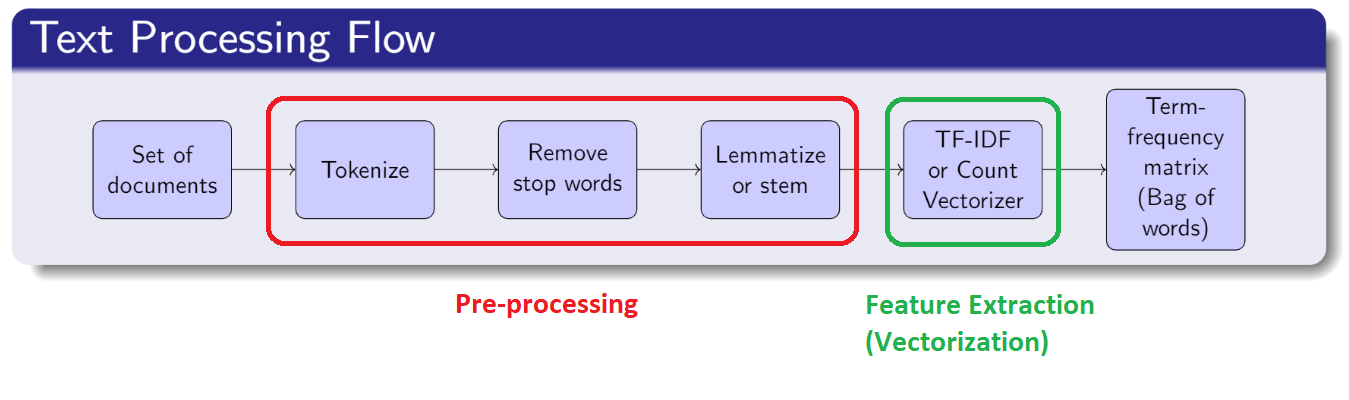 Text Processing Flow
Set of
documents
Tokenize
Remove
stop words
Lemmatize
or stem
TF-IDF
or Count
Vectorizer
Term-
frequency
matrix
(Bag of
words)
Pre-processing
Feature Extraction
(Vectorization)